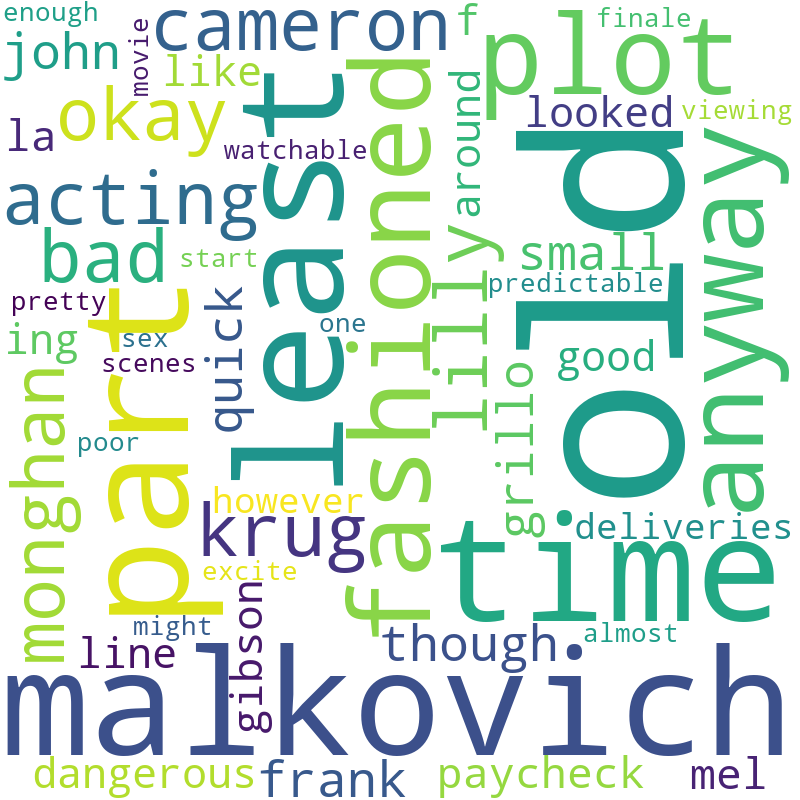 enough
john
movie
cameron
f
finale
plot
like
okay
la
looked
viewing
watchable
least
fashioned
around
old
anyway
acting
bad
start
lilly
small
predictable
pretty
part
quick
one
sex
scenes
ing
good
monghan
poor
grillo
however
krug
deliveries
time
excite
might
gibson
line
though
almost
malkovich
dangerous
frank
paycheck
mel